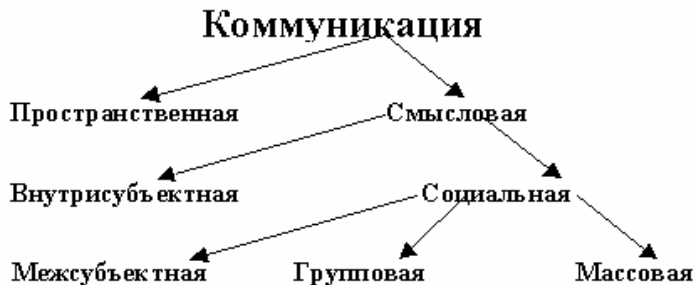 Коммуникация
Пространственная Смысловая
Внутрисубъектная Социальная
Межсубъектная Групповая Массовая